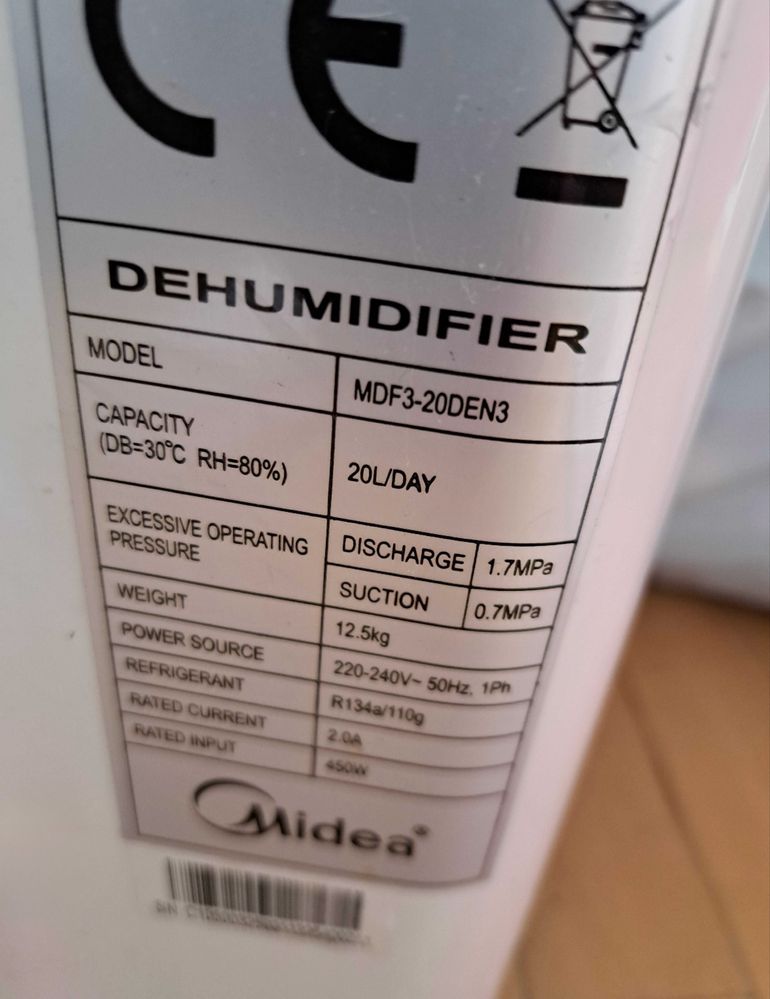 CE
DEHUMIDIFIER
MODEL MDF3-20DEN3
CAPACITY
(DB=30℃ RH=80%) 20L/DAY
EXCESSIVE OPERATING
PRESSURE DISCHARGE 1.7MPa
SUCTION 0.7MPa
WEIGHT 12.5kg
POWER SOURCE 220-240V~ 50Hz, 1Ph
REFRIGERANT R134a/110g
RATED CURRENT 2.0A
RATED INPUT 450W
Midea®
SN